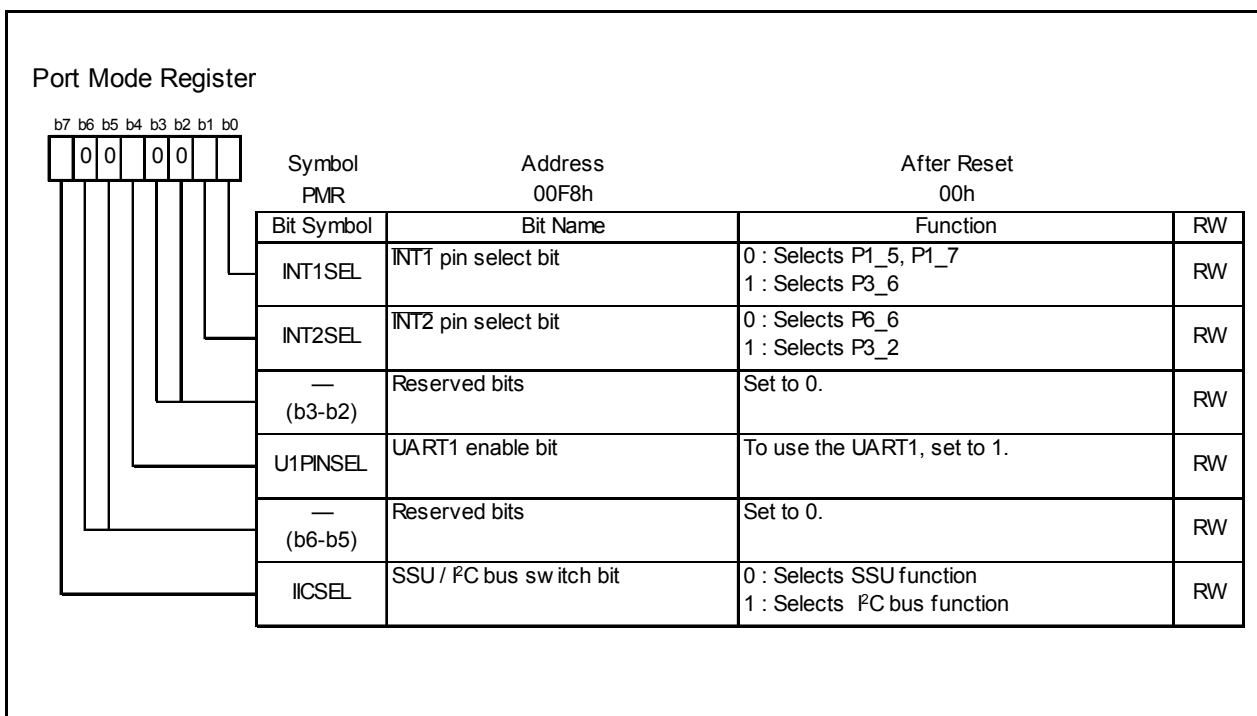 Port Mode Register
b7 b6 b5 b4 b3 b2 b1 b0
0 0 0 0
Symbol Address After Reset
PMR 00F8h 00h
Bit Symbol Bit Name Function RW
INT1SEL INT1 pin select bit 0 : Selects P1_5, P1_7 RW
1 : Selects P3_6
INT2SEL INT2 pin select bit 0 : Selects P6_6 RW
1 : Selects P3_2
— Reserved bits Set to 0. RW
(b3-b2)
U1PINSEL UART1 enable bit To use the UART1, set to 1. RW
— Reserved bits Set to 0. RW
(b6-b5)
IICSEL SSU / I²C bus switch bit 0 : Selects SSU function RW
1 : Selects I²C bus function